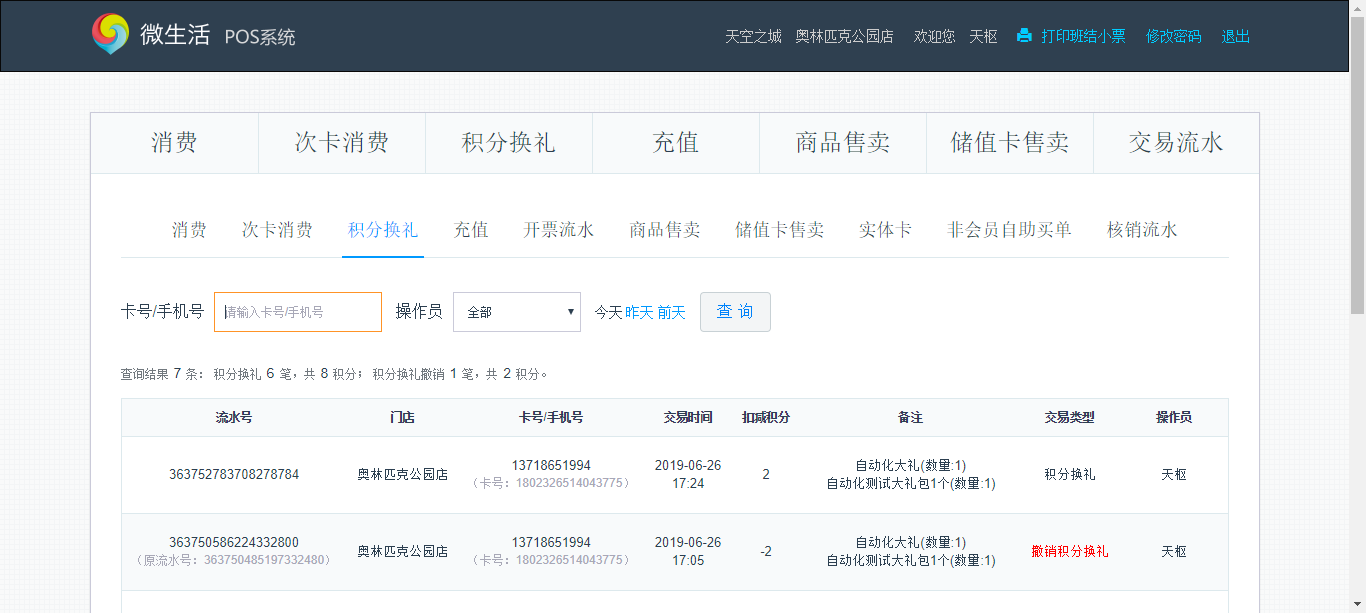 微生活 POS系统 天空之城 奥林匹克公园店 欢迎您 天枢 打印班结小票 修改密码 退出
消费 次卡消费 积分换礼 充值 商品售卖 储值卡售卖 交易流水
消费 次卡消费 积分换礼 充值 开票流水 商品售卖 储值卡售卖 实体卡 非会员自助买单 核销流水
卡号/手机号 请输入卡号/手机号 操作员 全部 今天 昨天 前天 查 询
查询结果 7 条： 积分换礼 6 笔，共 8 积分； 积分换礼撤销 1 笔，共 2 积分。
流水号 门店 卡号/手机号 交易时间 扣减积分 备注 交易类型 操作员
363752783708278784 奥林匹克公园店 13718651994 2019-06-26 2 自动化大礼(数量:1) 积分换礼 天枢
（卡号：1802326514043775） 17:24 自动化测试大礼包1个(数量:1)
363750586224332800 奥林匹克公园店 13718651994 2019-06-26 -2 自动化大礼(数量:1) 撤销积分换礼 天枢
（原流水号：363750485197332480） （卡号：1802326514043775） 17:05 自动化测试大礼包1个(数量:1)